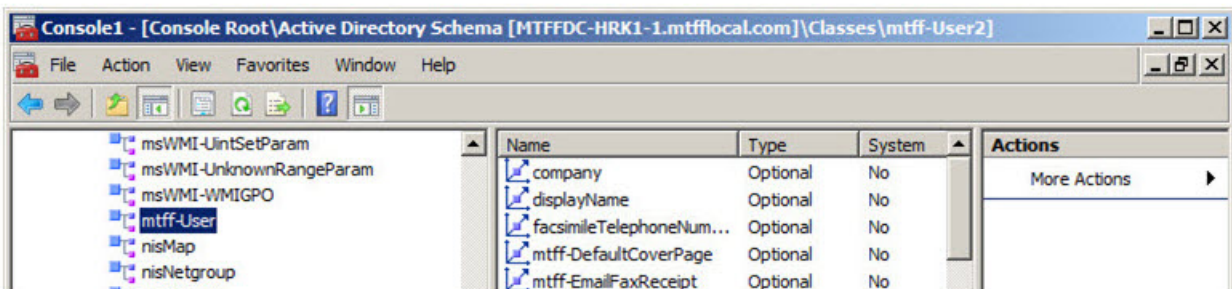 Console1 - [Console Root\Active Directory Schema [MTFFDC-HRK1-1.mtfflocal.com]\Classes\mtff-User2]
File Action View Favorites Window Help
msWMI-UintSetParam
msWMI-UnknownRangeParam
msWMI-WMIGPO
mtff-User
nisMap
nisNetgroup
Name Type System
company Optional No
displayName Optional No
facsimileTelephoneNum... Optional No
mtff-DefaultCoverPage Optional No
mtff-EmailFaxReceipt Optional No
Actions
More Actions